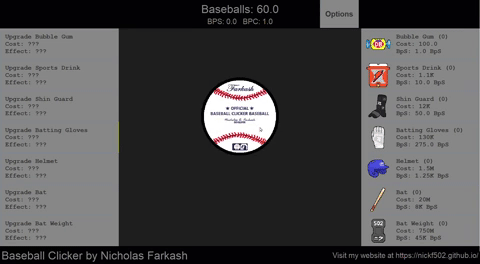 Baseballs: 60.0
BPS: 0.0 BPC: 1.0
Options
Upgrade Bubble Gum
Cost: ???
Effect: ???
Upgrade Sports Drink
Cost: ???
Effect: ???
Upgrade Shin Guard
Cost: ???
Effect: ???
Upgrade Batting Gloves
Cost: ???
Effect: ???
Upgrade Helmet
Cost: ???
Effect: ???
Upgrade Bat
Cost: ???
Effect: ???
Upgrade Bat Weight
Cost: ???
Effect: ???
Farkash
OFFICIAL
BASEBALL CLICKER BASEBALL
Bubble Gum (0)
Cost: 100.0
BpS: 1.0 BpS
Sports Drink (0)
Cost: 1.1K
BpS: 10.0 BpS
Shin Guard (0)
Cost: 12K
BpS: 50.0 BpS
Batting Gloves (0)
Cost: 130K
BpS: 275.0 BpS
Helmet (0)
Cost: 1.5M
BpS: 1.25K BpS
Bat (0)
Cost: 20M
BpS: 6K BpS
502
Bat Weight (0)
Cost: 750M
BpS: 45K BpS
Baseball Clicker by Nicholas Farkash
Visit my website at https://nickf502.github.io/